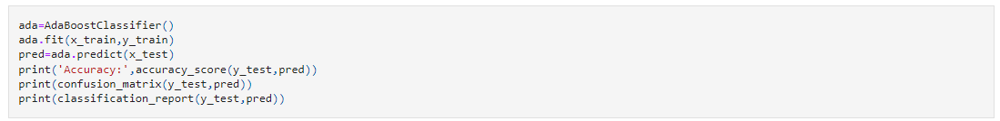 ada=AdaBoostClassifier()
ada.fit(x_train,y_train)
pred=ada.predict(x_test)
print('Accuracy:',accuracy_score(y_test,pred))
print(confusion_matrix(y_test,pred))
print(classification_report(y_test,pred))